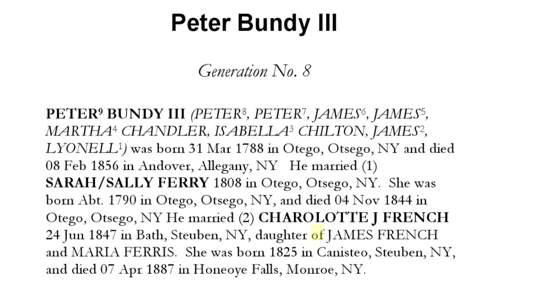 Peter Bundy III
Generation No. 8
PETER⁹ BUNDY III (PETER⁸, PETER⁷, JAMES⁶, JAMES⁵,
MARTHA⁴ CHANDLER, ISABELLA³ CHILTON, JAMES²,
LYONELL¹) was born 31 Mar 1788 in Otego, Otsego, NY and died
08 Feb 1856 in Andover, Allegany, NY He married (1)
SARAH/SALLY FERRY 1808 in Otego, Otsego, NY. She was
born Abt. 1790 in Otego, Otsego, NY, and died 04 Nov 1844 in
Otego, Otsego, NY He married (2) CHAROLOTTE J FRENCH
24 Jun 1847 in Bath, Steuben, NY, daughter of JAMES FRENCH
and MARIA FERRIS. She was born 1825 in Canisteo, Steuben, NY,
and died 07 Apr 1887 in Honeoye Falls, Monroe, NY.